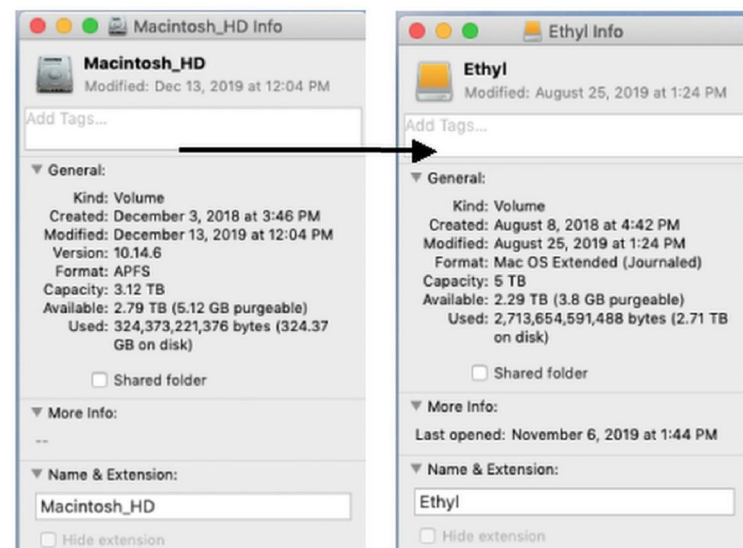 Macintosh_HD Info
Macintosh_HD
Modified: Dec 13, 2019 at 12:04 PM
Add Tags...
General:
Kind: Volume
Created: December 3, 2018 at 3:46 PM
Modified: December 13, 2019 at 12:04 PM
Version: 10.14.6
Format: APFS
Capacity: 3.12 TB
Available: 2.79 TB (5.12 GB purgeable)
Used: 324,373,221,376 bytes (324.37
GB on disk)
Shared folder
More Info:
--
Name & Extension:
Macintosh_HD
Hide extension
Ethyl Info
Ethyl
Modified: August 25, 2019 at 1:24 PM
Add Tags...
General:
Kind: Volume
Created: August 8, 2018 at 4:42 PM
Modified: August 25, 2019 at 1:24 PM
Format: Mac OS Extended (Journaled)
Capacity: 5 TB
Available: 2.29 TB (3.8 GB purgeable)
Used: 2,713,654,591,488 bytes (2.71 TB
on disk)
Shared folder
More Info:
Last opened: November 6, 2019 at 1:44 PM
Name & Extension:
Ethyl
Hide extension